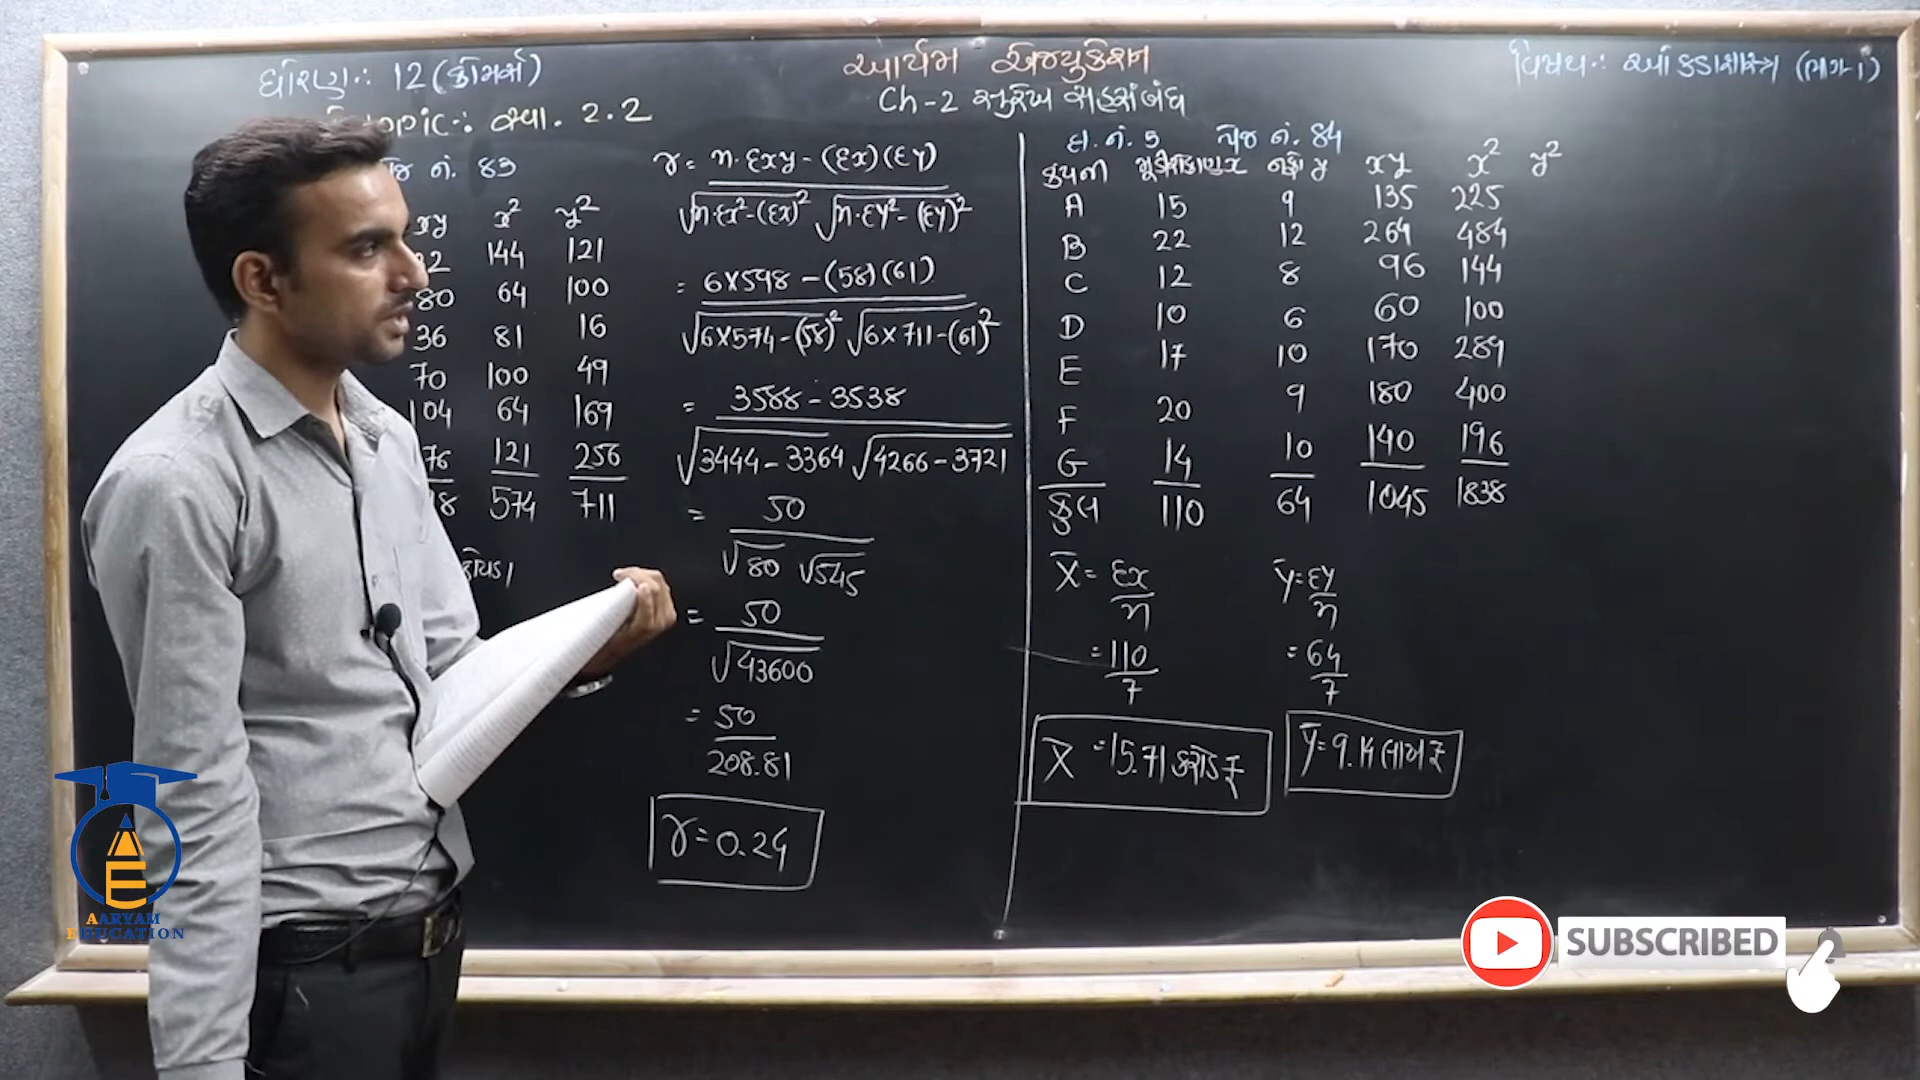 ધોરણ :- 12 (કોમર્સ)
આર્યમ એજ્યુકેશન
વિષય :- આંકડાશાસ્ત્ર (ભાગ-1)
Ch-2 સુરેખ સહસંબંધ
Topic :- સ્વા. 2.2
નં. 83
xy x² y²
144 121
80 64 100
36 81 16
70 100 49
104 64 169
76 121 256
574 711
r = n·Σxy - (Σx)(Σy)
√n·Σx² - (Σx)² √n·Σy² - (Σy)²
= 6×598 - (58)(61)
√6×574 - (58)² √6×711 - (61)²
= 3588 - 3538
√3444 - 3364 √4266 - 3721
= 50
√80 √545
= 50
√43600
= 50
208.81
r = 0.24
ઉ. નં. 5 પેજ નં. 84
કંપની x નફો y xy x² y²
A 15 9 135 225
B 22 12 264 484
C 12 8 96 144
D 10 6 60 100
E 17 10 170 289
F 20 9 180 400
G 14 10 140 196
કુલ 110 64 1045 1838
x̄ = Σx ȳ = Σy
n n
= 110 = 64
7 7
x̄ = 15.71 કરોડ ₹ ȳ = 9.14 લાખ ₹
AARYAM
EDUCATION
SUBSCRIBED